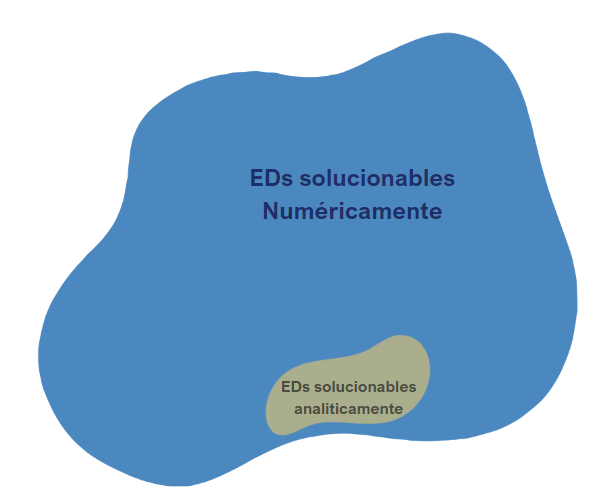 EDs solucionables
Numéricamente
EDs solucionables
analiticamente